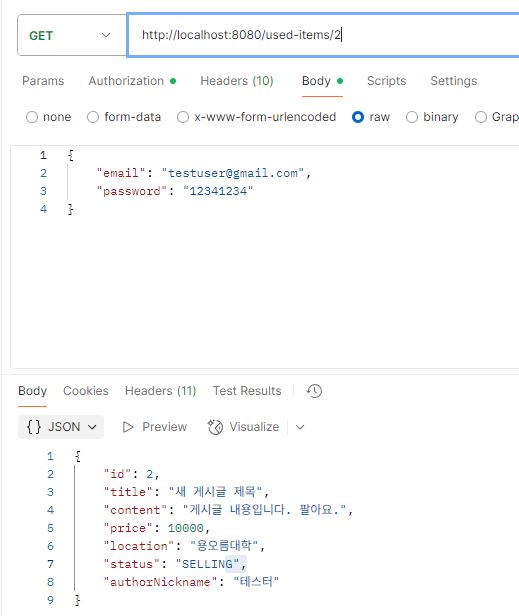 GET http://localhost:8080/used-items/2
Params Authorization Headers (10) Body Scripts Settings
none form-data x-www-form-urlencoded raw binary Grap
1 {
2 "email": "testuser@gmail.com",
3 "password": "12341234"
4 }
Body Cookies Headers (11) Test Results
{} JSON Preview Visualize
1 {
2 "id": 2,
3 "title": "새 게시글 제목",
4 "content": "게시글 내용입니다. 팔아요.",
5 "price": 10000,
6 "location": "용오름대학",
7 "status": "SELLING",
8 "authorNickname": "테스터"
9 }